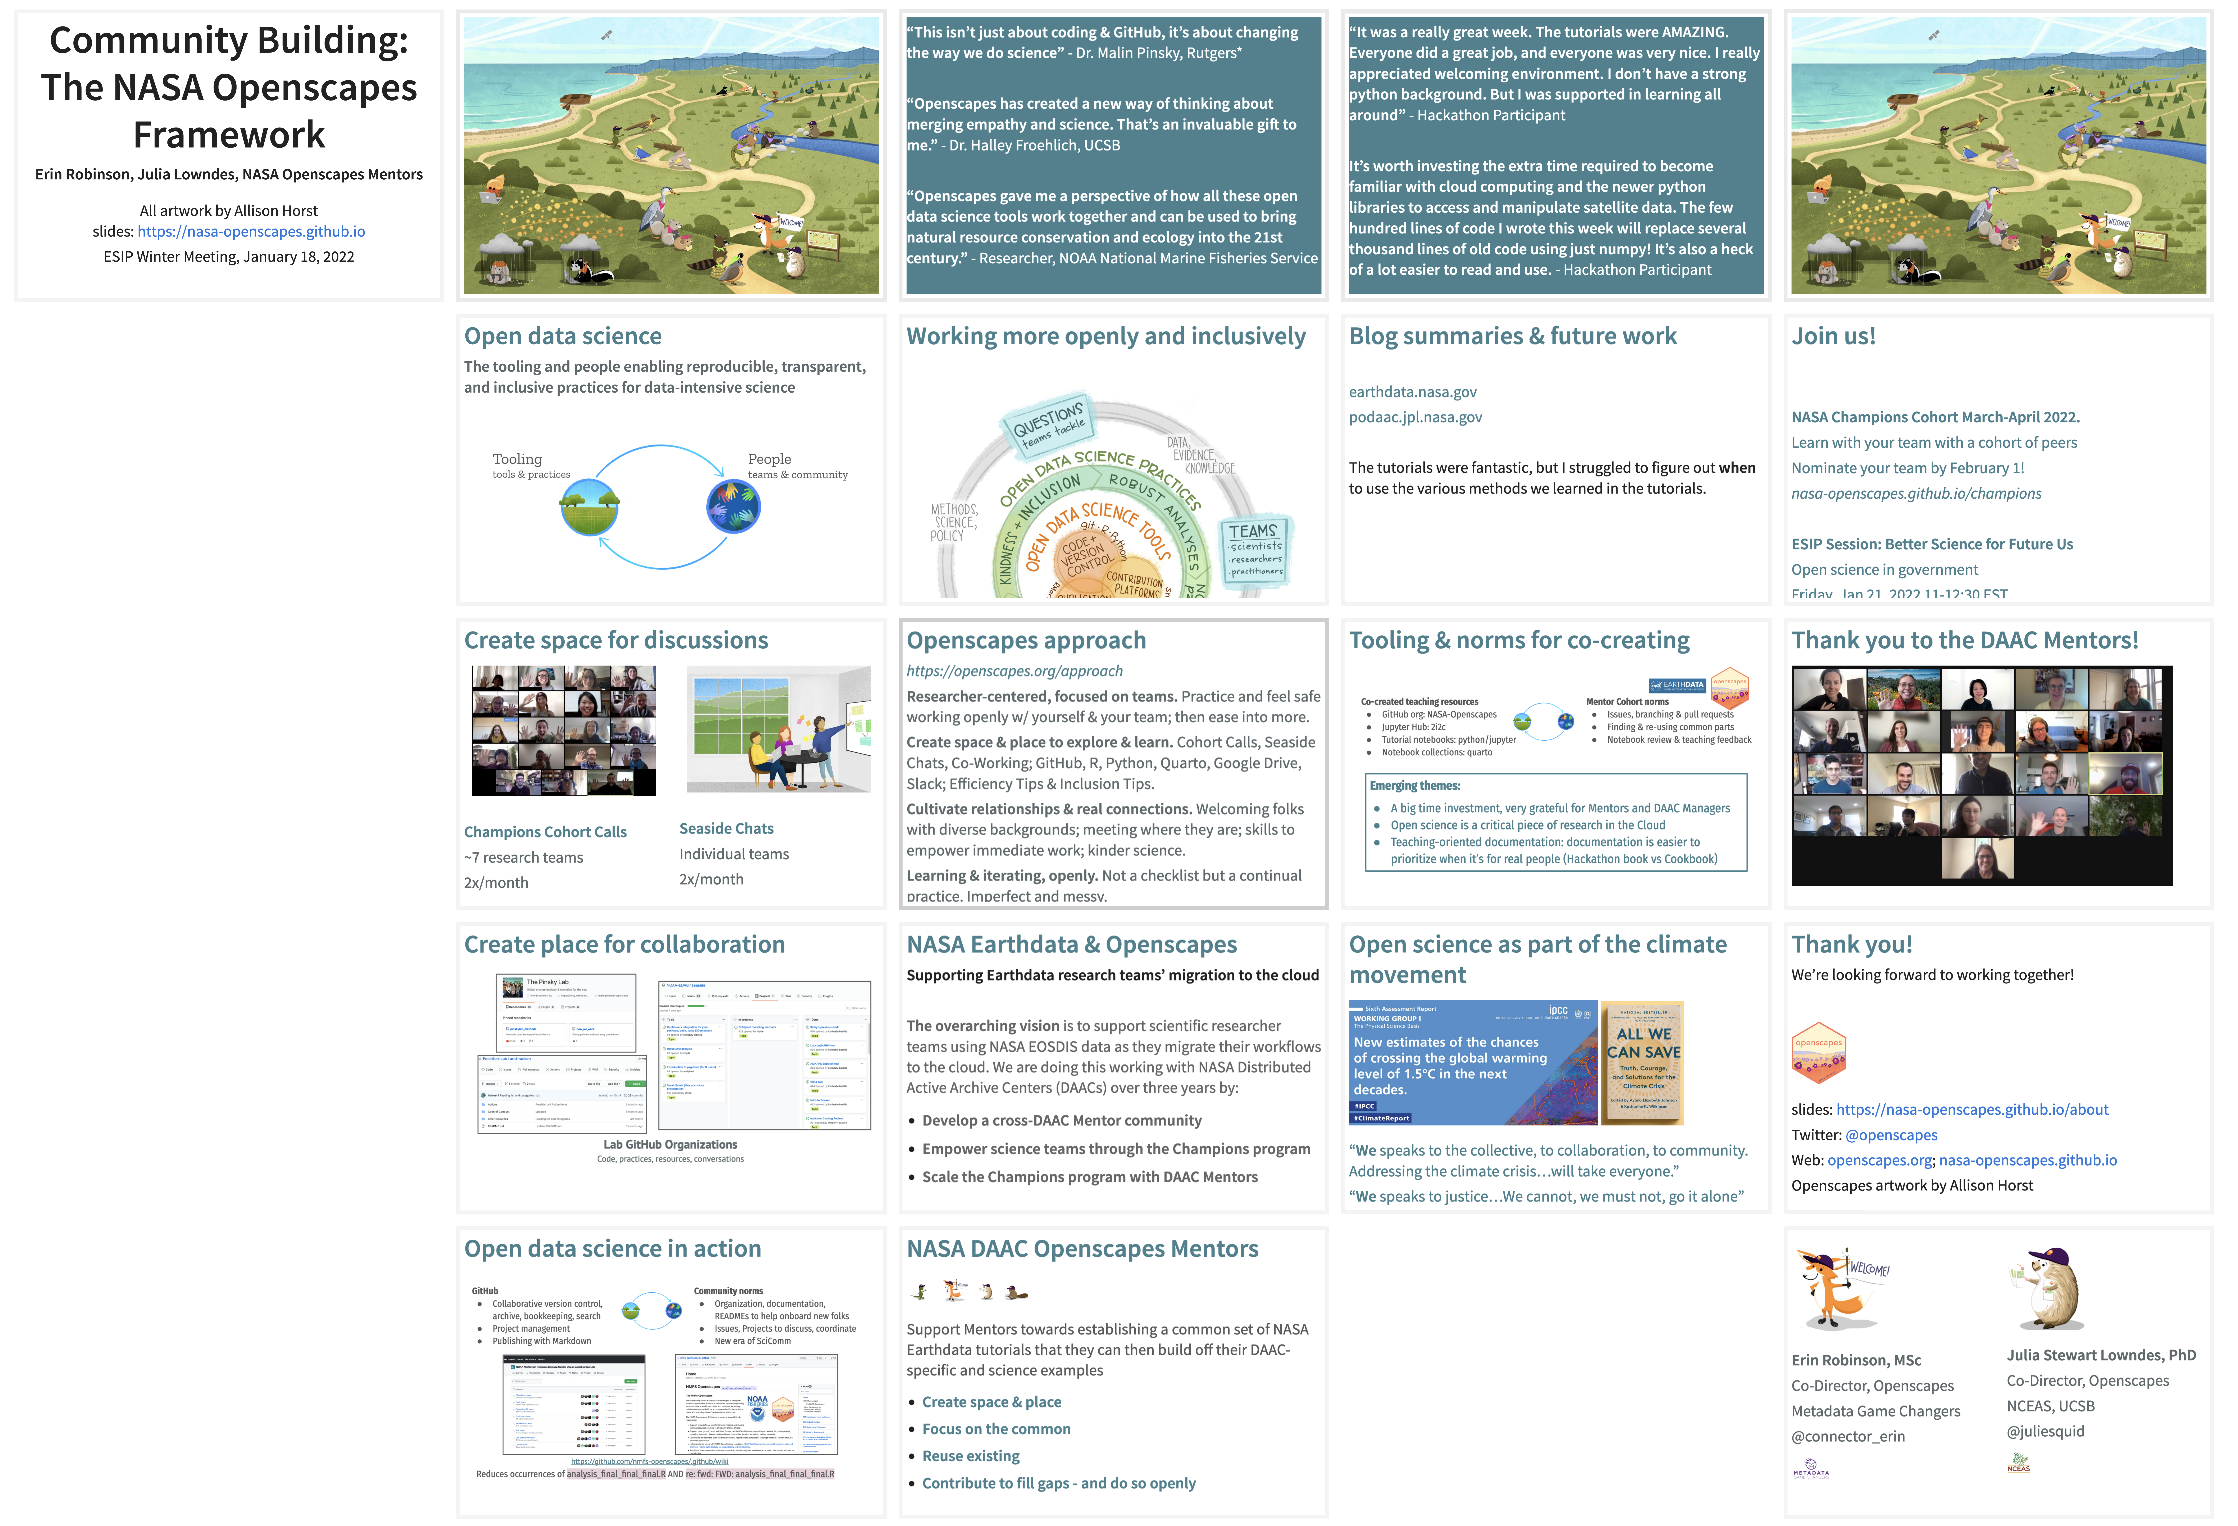 Community Building:
The NASA Openscapes
Framework
Erin Robinson, Julia Lowndes, NASA Openscapes Mentors
All artwork by Allison Horst
slides: https://nasa-openscapes.github.io
ESIP Winter Meeting, January 18, 2022
WELCOME!
“This isn’t just about coding & GitHub, it’s about changing
the way we do science” - Dr. Malin Pinsky, Rutgers*
“Openscapes has created a new way of thinking about
merging empathy and science. That’s an invaluable gift to
me.” - Dr. Halley Froehlich, UCSB
“Openscapes gave me a perspective of how all these open
data science tools work together and can be used to bring
natural resource conservation and ecology into the 21st
century.” - Researcher, NOAA National Marine Fisheries Service
“It was a really great week. The tutorials were AMAZING.
Everyone did a great job, and everyone was very nice. I really
appreciated welcoming environment. I don’t have a strong
python background. But I was supported in learning all
around” - Hackathon Participant
It’s worth investing the extra time required to become
familiar with cloud computing and the newer python
libraries to access and manipulate satellite data. The few
hundred lines of code I wrote this week will replace several
thousand lines of old code using just numpy! It’s also a heck
of a lot easier to read and use. - Hackathon Participant
WELCOME!
Open data science
The tooling and people enabling reproducible, transparent,
and inclusive practices for data-intensive science
Tooling
tools & practices
People
teams & community
Working more openly and inclusively
QUESTIONS
teams tackle
DATA,
EVIDENCE,
KNOWLEDGE
METHODS,
SCIENCE,
POLICY
OPEN DATA SCIENCE PRACTICES
KINDNESS + INCLUSION
ROBUST ANALYSES
OPEN DATA SCIENCE TOOLS
git · R · Python
CODE +
VERSION
CONTROL
CONTRIBUTION
PLATFORMS
TEAMS
· scientists
· researchers
· practitioners
Blog summaries & future work
earthdata.nasa.gov
podaac.jpl.nasa.gov
The tutorials were fantastic, but I struggled to figure out when
to use the various methods we learned in the tutorials.
Join us!
NASA Champions Cohort March-April 2022.
Learn with your team with a cohort of peers
Nominate your team by February 1!
nasa-openscapes.github.io/champions
ESIP Session: Better Science for Future Us
Open science in government
Friday, Jan 21, 2022 11-12:30 EST
Create space for discussions
Champions Cohort Calls
~7 research teams
2x/month
Seaside Chats
Individual teams
2x/month
Openscapes approach
https://openscapes.org/approach
Researcher-centered, focused on teams. Practice and feel safe
working openly w/ yourself & your team; then ease into more.
Create space & place to explore & learn. Cohort Calls, Seaside
Chats, Co-Working; GitHub, R, Python, Quarto, Google Drive,
Slack; Efficiency Tips & Inclusion Tips.
Cultivate relationships & real connections. Welcoming folks
with diverse backgrounds; meeting where they are; skills to
empower immediate work; kinder science.
Learning & iterating, openly. Not a checklist but a continual
practice. Imperfect and messy.
Tooling & norms for co-creating
EARTHDATA
openscapes
Co-created teaching resources
● GitHub org: NASA-Openscapes
● Jupyter Hub: 2i2c
● Tutorial notebooks: python/jupyter
● Notebook collections: quarto
Mentor Cohort norms
● Issues, branching & pull requests
● Finding & re-using common parts
● Notebook review & teaching feedback
Emerging themes:
● A big time investment, very grateful for Mentors and DAAC Managers
● Open science is a critical piece of research in the Cloud
● Teaching-oriented documentation: documentation is easier to
prioritize when it’s for real people (Hackathon book vs Cookbook)
Thank you to the DAAC Mentors!
Create place for collaboration
The Pinsky Lab
Lab GitHub Organizations
Code, practices, resources, conversations
NASA Earthdata & Openscapes
Supporting Earthdata research teams’ migration to the cloud
The overarching vision is to support scientific researcher
teams using NASA EOSDIS data as they migrate their workflows
to the cloud. We are doing this working with NASA Distributed
Active Archive Centers (DAACs) over three years by:
• Develop a cross-DAAC Mentor community
• Empower science teams through the Champions program
• Scale the Champions program with DAAC Mentors
Open science as part of the climate
movement
Sixth Assessment Report
WORKING GROUP I
The Physical Science Basis
ipcc
New estimates of the chances
of crossing the global warming
level of 1.5°C in the next
decades.
#IPCC
#ClimateReport
ALL WE
CAN SAVE
Truth, Courage,
and Solutions for the
Climate Crisis
“We speaks to the collective, to collaboration, to community.
Addressing the climate crisis…will take everyone.”
“We speaks to justice…We cannot, we must not, go it alone”
Thank you!
We’re looking forward to working together!
openscapes
slides: https://nasa-openscapes.github.io/about
Twitter: @openscapes
Web: openscapes.org; nasa-openscapes.github.io
Openscapes artwork by Allison Horst
Open data science in action
GitHub
● Collaborative version control,
archive, bookkeeping, search
● Project management
● Publishing with Markdown
Community norms
● Organization, documentation,
READMEs to help onboard new folks
● Issues, Projects to discuss, coordinate
● New era of SciComm
NOAA
FISHERIES
https://github.com/nmfs-openscapes/.github/wiki
Reduces occurrences of analysis_final_final_final.R AND re: fwd: FWD: analysis_final_final_final.R
NASA DAAC Openscapes Mentors
Support Mentors towards establishing a common set of NASA
Earthdata tutorials that they can then build off their DAAC-
specific and science examples
• Create space & place
• Focus on the common
• Reuse existing
• Contribute to fill gaps - and do so openly
WELCOME!
Erin Robinson, MSc
Co-Director, Openscapes
Metadata Game Changers
@connector_erin
METADATA
Julia Stewart Lowndes, PhD
Co-Director, Openscapes
NCEAS, UCSB
@juliesquid
NCEAS